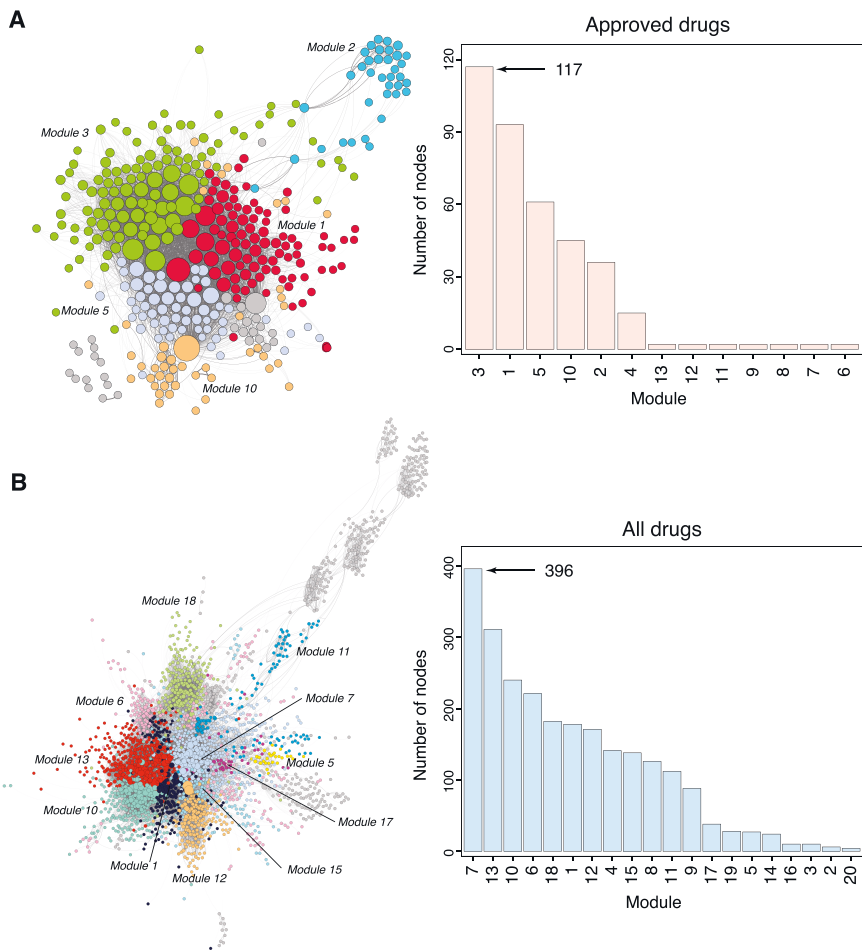 A
Module 2
Module 3
Module 1
Module 5
Module 10
Approved drugs
Number of nodes
120
90
60
30
0
117
3 1 5 10 2 4 13 12 11 9 8 7 6
Module
B
Module 18
Module 11
Module 6
Module 7
Module 13
Module 5
Module 10
Module 17
Module 1
Module 15
Module 12
All drugs
Number of nodes
400
300
200
100
0
396
7 13 10 6 18 1 12 4 15 8 11 9 17 19 5 14 16 3 2 20
Module